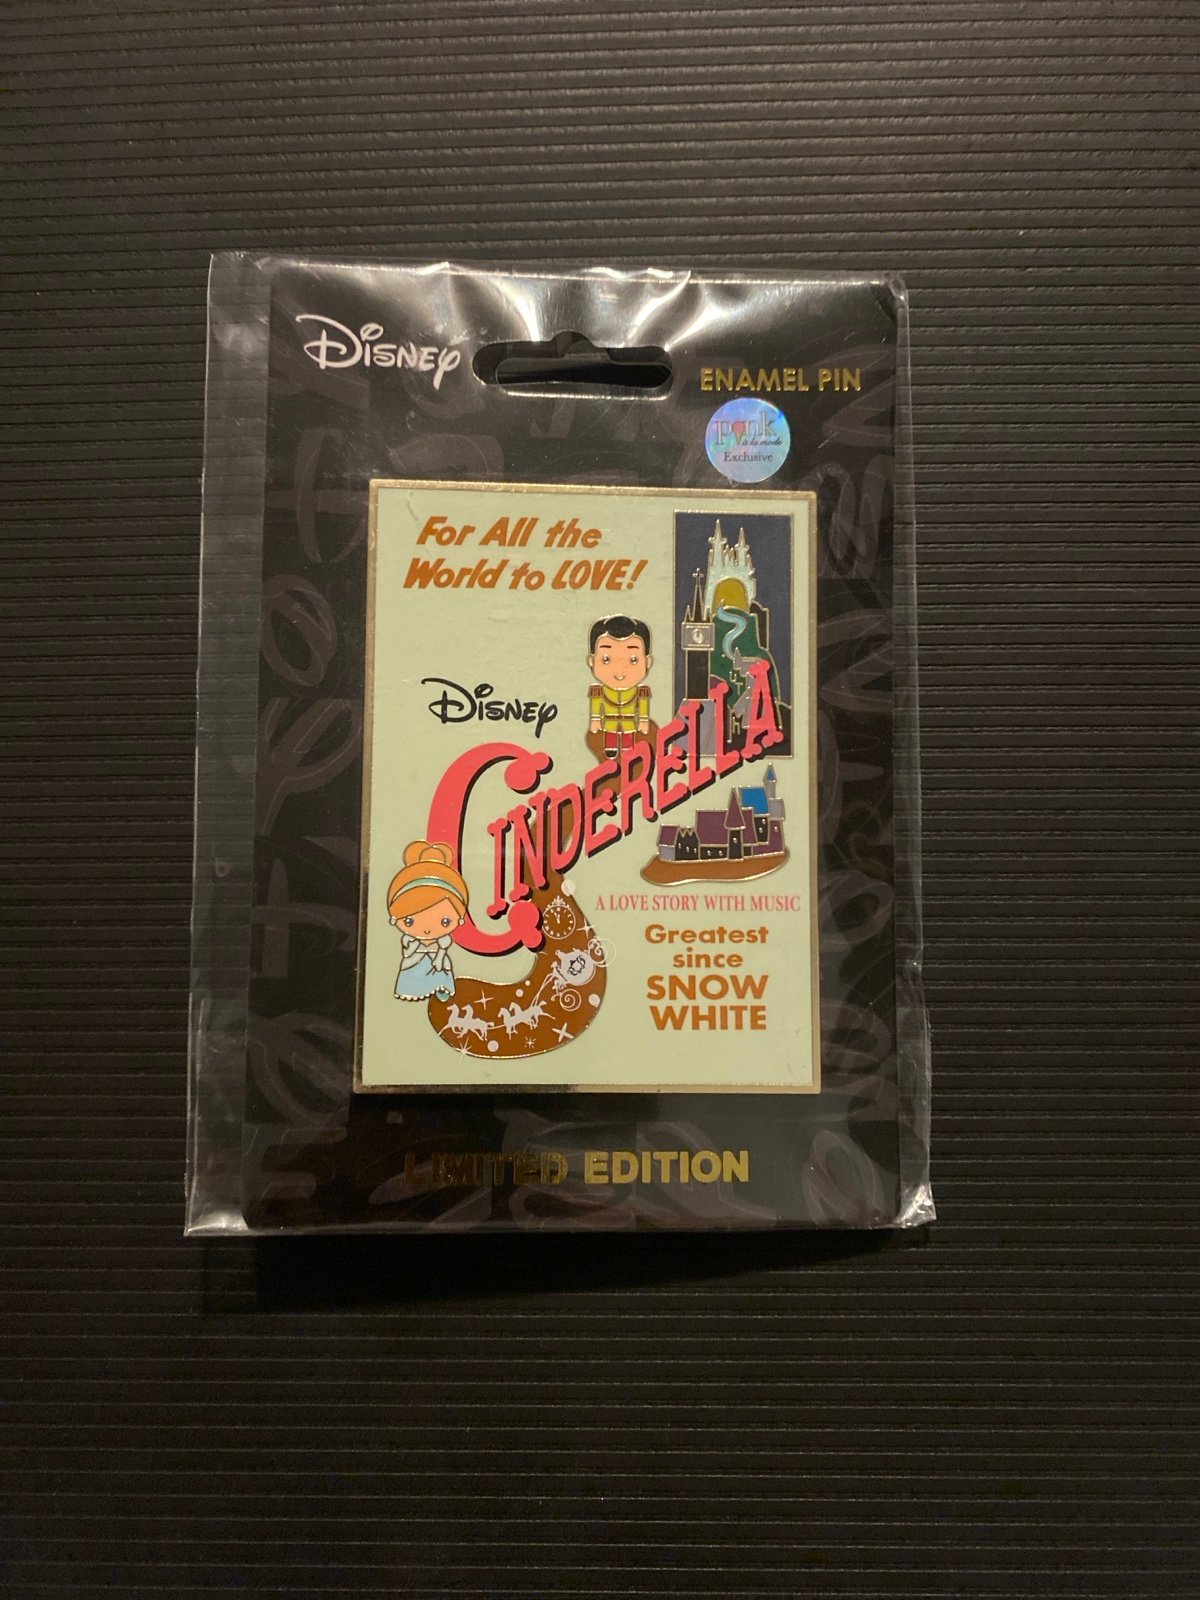 Disney
ENAMEL PIN
pink
à la mode
Exclusive
For All the
World to LOVE!
Disney
CINDERELLA
A LOVE STORY WITH MUSIC
Greatest
since
SNOW
WHITE
LIMITED EDITION